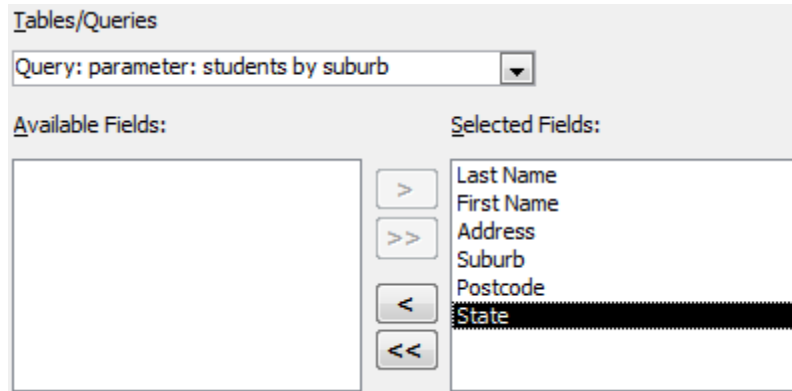 Tables/Queries
Query: parameter: students by suburb
Available Fields:
Selected Fields:
>
>>
<
<<
Last Name
First Name
Address
Suburb
Postcode
State